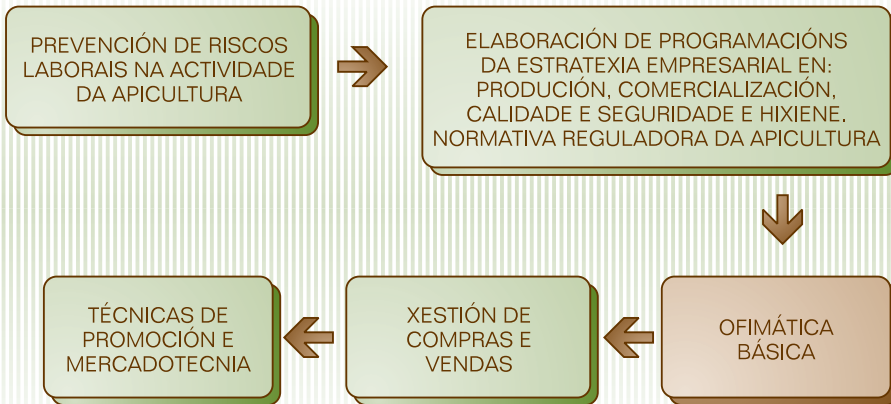 PREVENCIÓN DE RISCOS
LABORAIS NA ACTIVIDADE
DA APICULTURA
ELABORACIÓN DE PROGRAMACIÓNS
DA ESTRATEXIA EMPRESARIAL EN:
PRODUCIÓN, COMERCIALIZACIÓN,
CALIDADE E SEGURIDADE E HIXIENE.
NORMATIVA REGULADORA DA APICULTURA
TÉCNICAS DE
PROMOCIÓN E
MERCADOTECNIA
XESTIÓN DE
COMPRAS E
VENDAS
OFIMÁTICA
BÁSICA